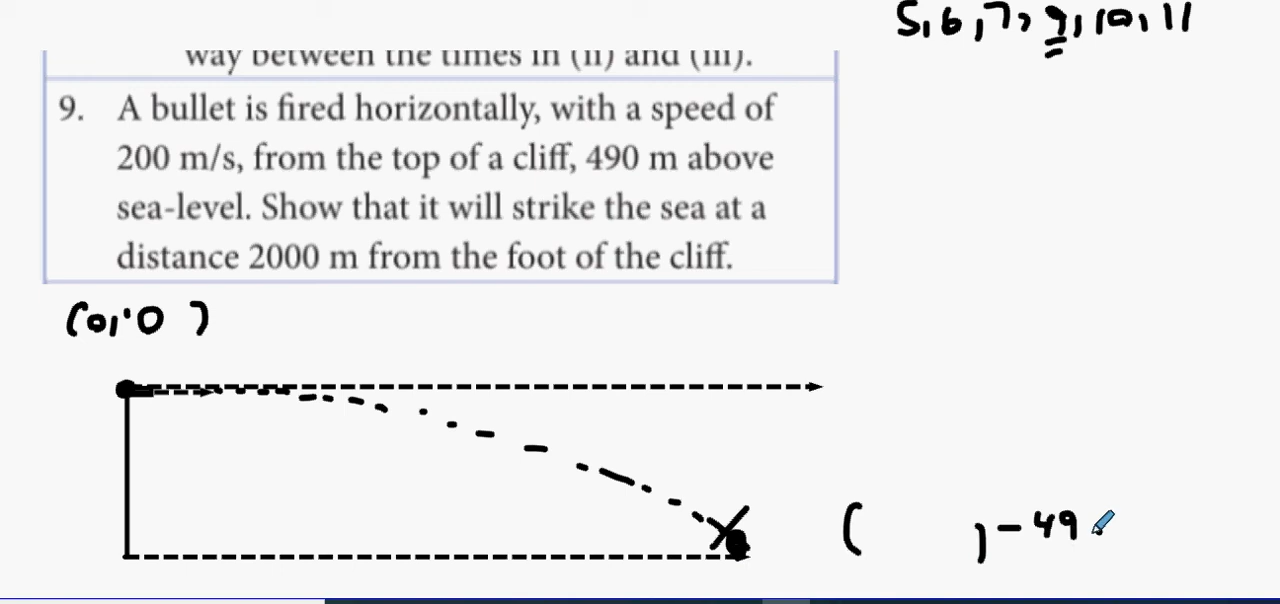 5, 6, 7, 9, 10, 11
way between the times in (ii) and (iii).
9. A bullet is fired horizontally, with a speed of
200 m/s, from the top of a cliff, 490 m above
sea-level. Show that it will strike the sea at a
distance 2000 m from the foot of the cliff.
(0, 0 )
( , -49